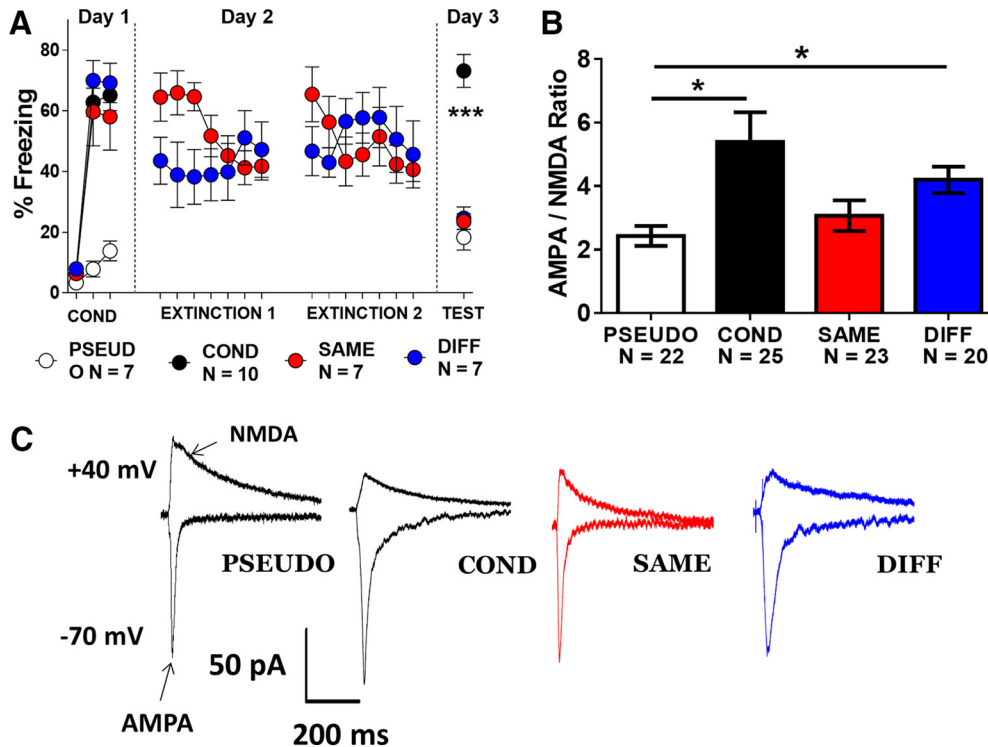 A
Day 1
Day 2
Day 3
% Freezing
80
60
40
20
0
***
COND
EXTINCTION 1
EXTINCTION 2
TEST
PSEUD
O N = 7
COND
N = 10
SAME
N = 7
DIFF
N = 7
B
AMPA / NMDA Ratio
8
6
4
2
0
*
*
PSEUDO
N = 22
COND
N = 25
SAME
N = 23
DIFF
N = 20
C
NMDA
+40 mV
PSEUDO
COND
SAME
DIFF
-70 mV
50 pA
AMPA
200 ms